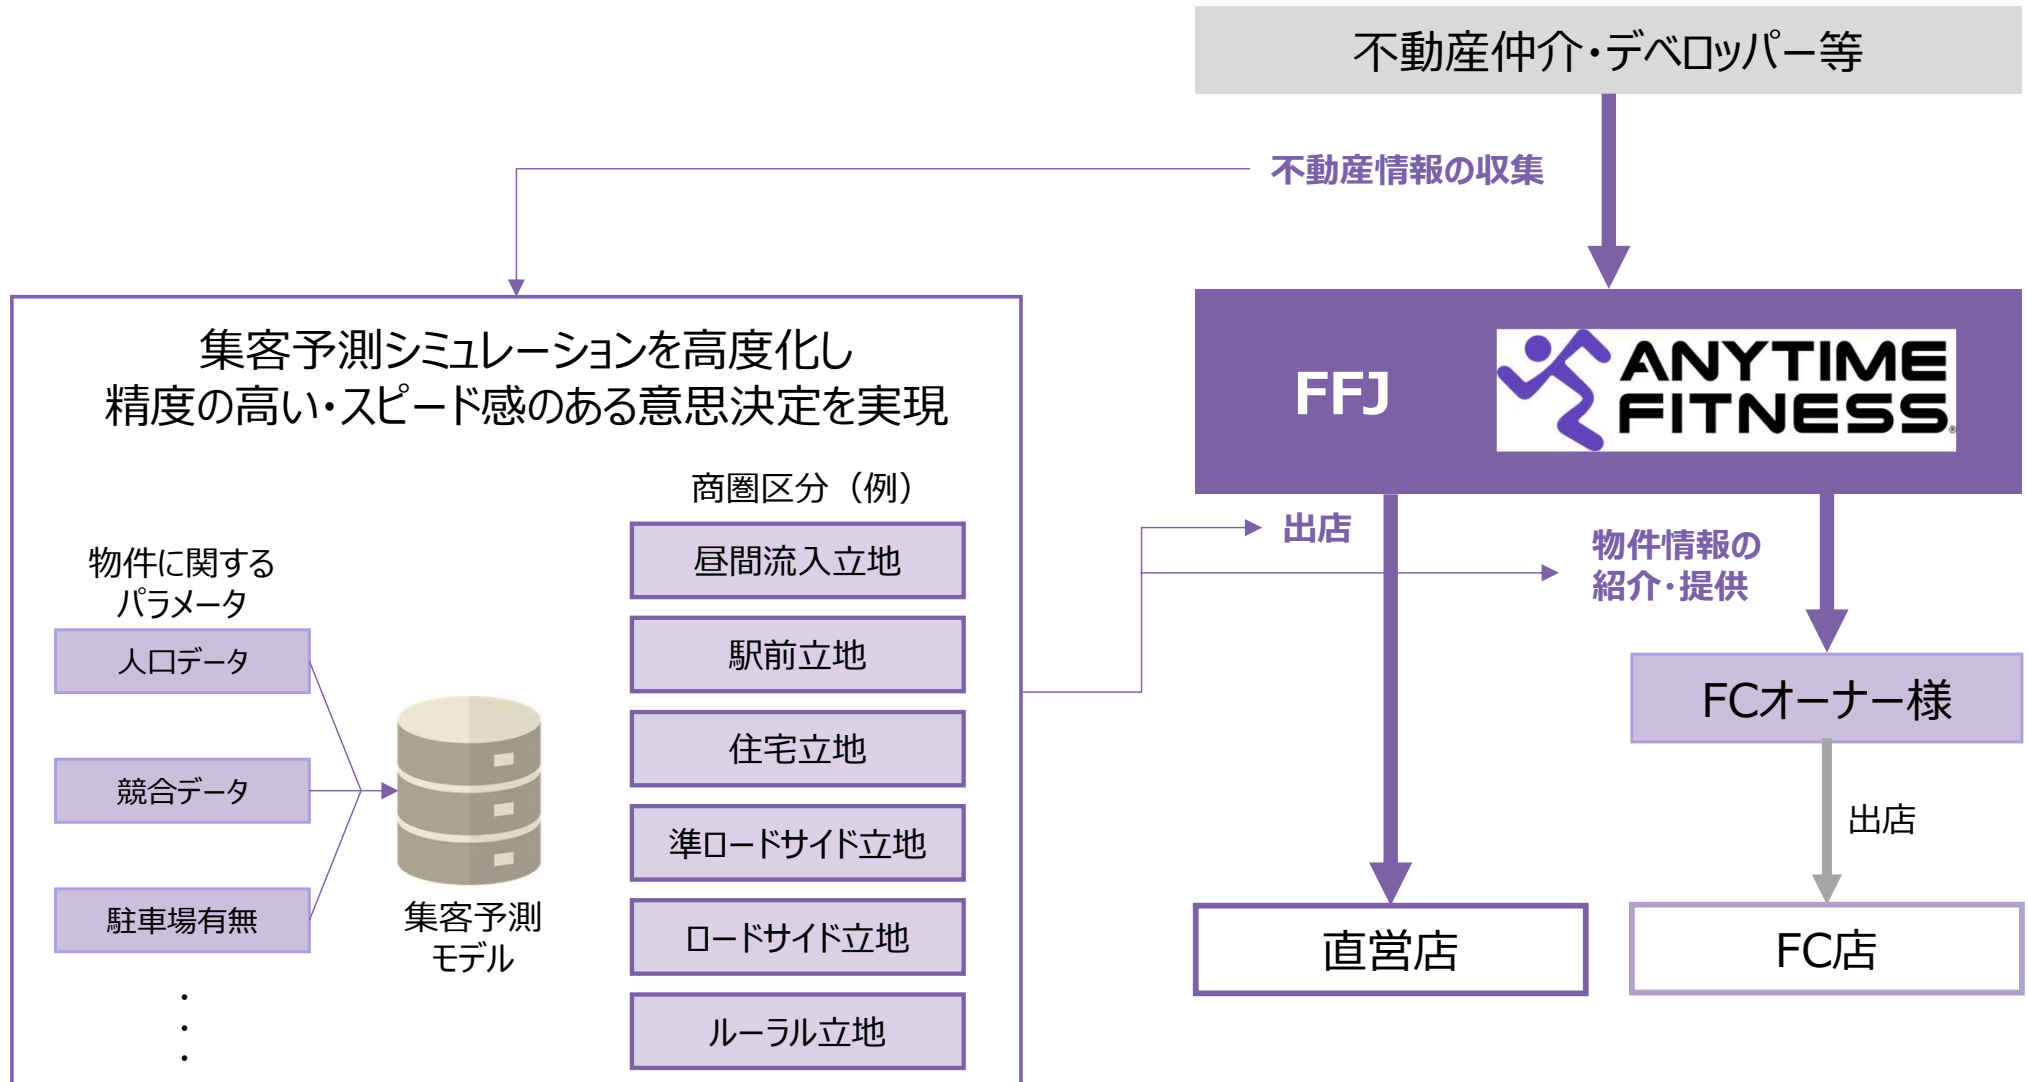 不動産仲介・デベロッパー等
不動産情報の収集
集客予測シミュレーションを高度化し
精度の高い・スピード感のある意思決定を実現
FFJ
ANYTIME
FITNESS®
商圏区分（例）
昼間流入立地
駅前立地
住宅立地
準ロードサイド立地
ロードサイド立地
ルーラル立地
物件に関する
パラメータ
人口データ
競合データ
駐車場有無
・
・
・
集客予測
モデル
出店
物件情報の
紹介・提供
FCオーナー様
出店
直営店
FC店